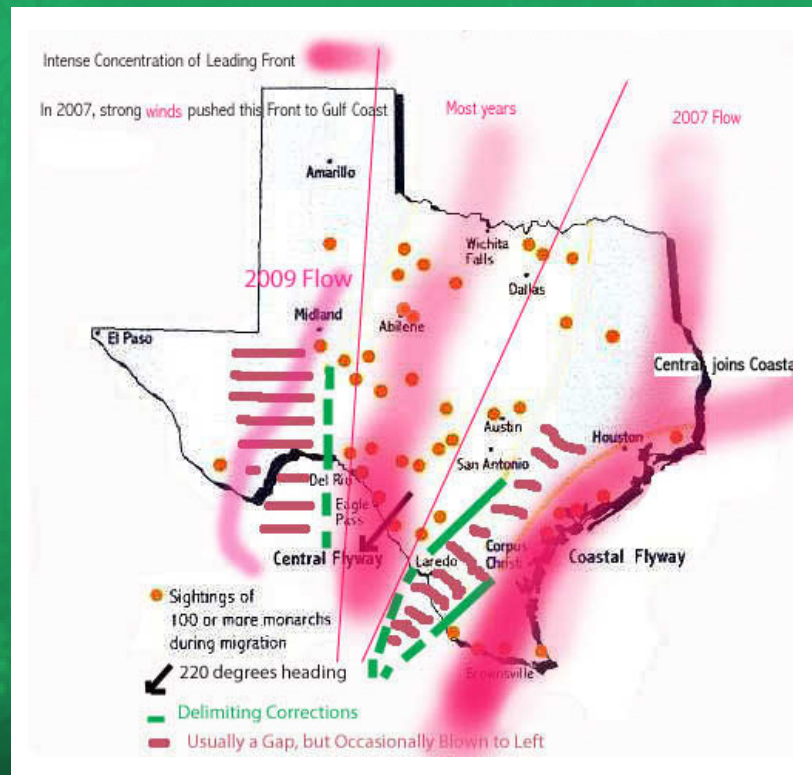 Intense Concentration of Leading Front
In 2007, strong winds pushed this Front to Gulf Coast
Most years
2007 Flow
Amarillo
Wichita
Falls
2009 Flow
Dallas
Midland
Abilene
El Paso
Central joins Coasta
Austin
Houston
San Antonio
Del Rio
Eagle
Pass
Corpus
Christi
Central Flyway
Laredo
Coastal Flyway
Sightings of
100 or more monarchs
during migration
220 degrees heading
Brownsville
Delimiting Corrections
Usually a Gap, but Occasionally Blown to Left